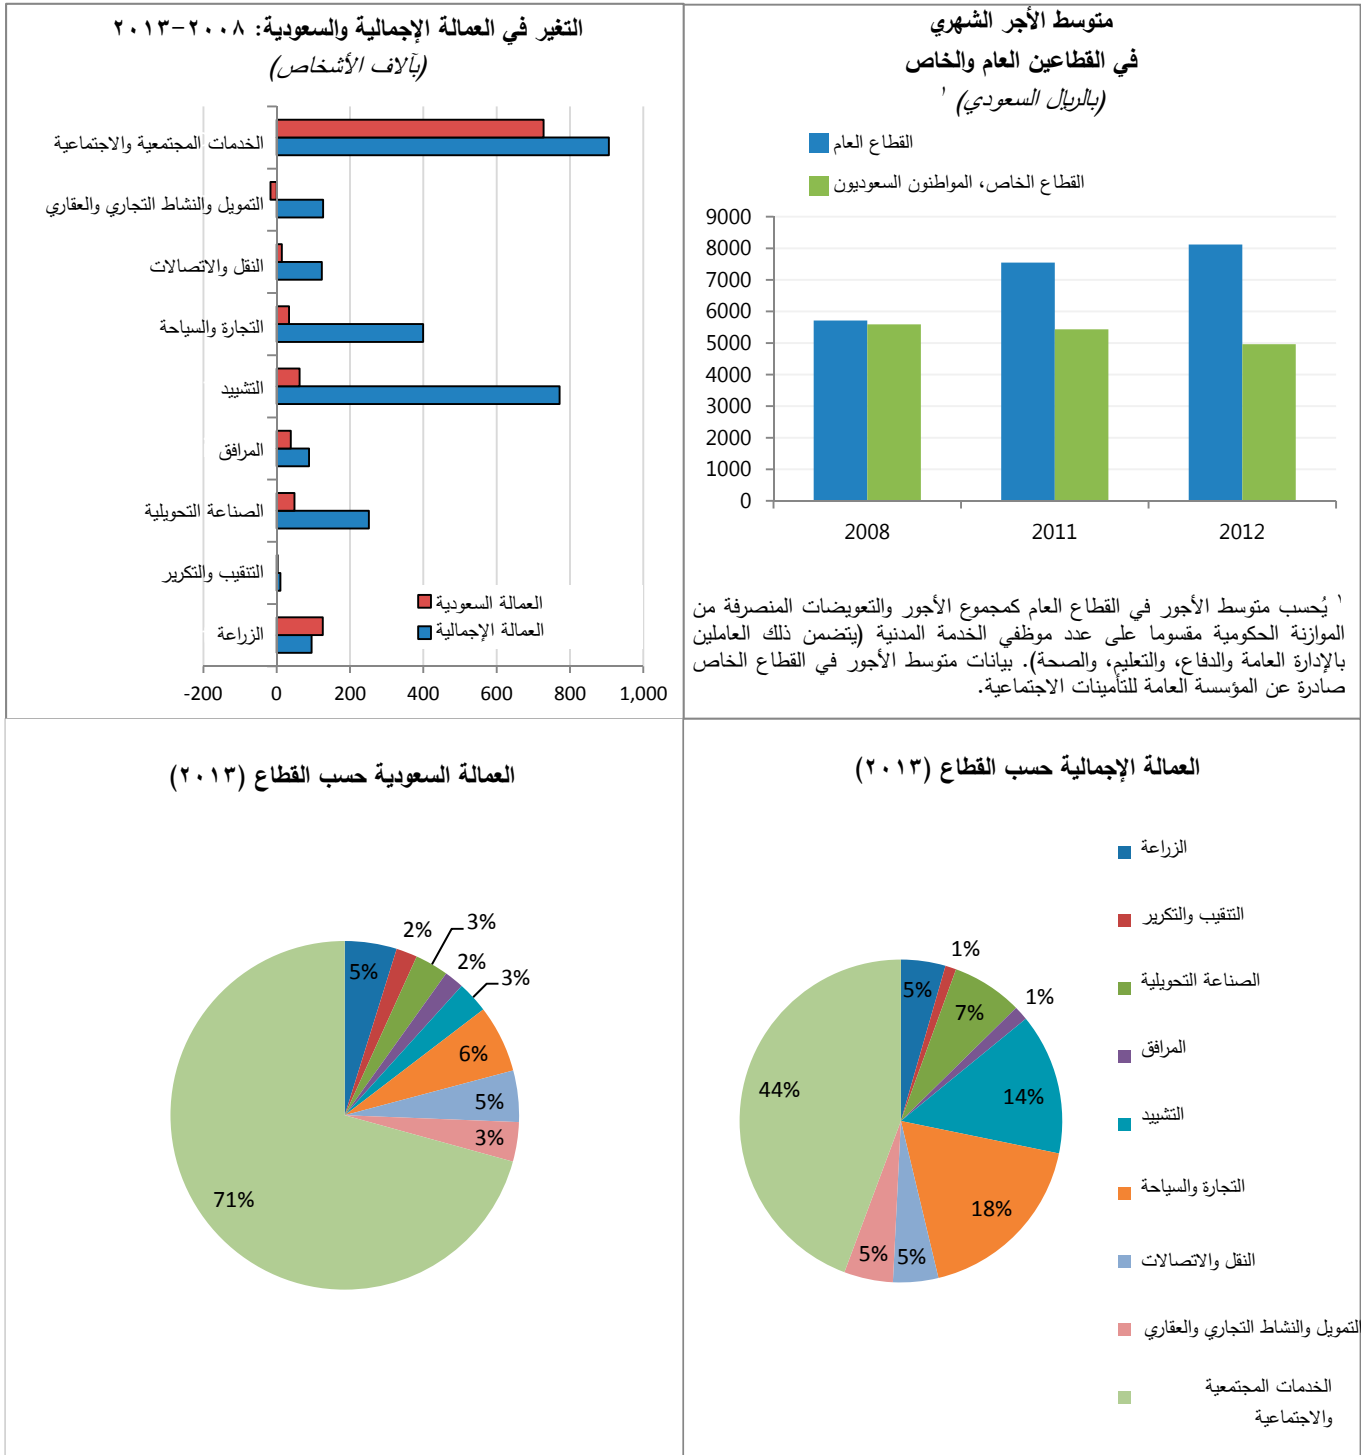 متوسط الأجر الشهري
في القطاعين العام والخاص
(بالريال السعودي) ١
القطاع العام
القطاع الخاص، المواطنون السعوديون
9000
8000
7000
6000
5000
4000
3000
2000
1000
0
2008 2011 2012
١ يُحسب متوسط الأجور في القطاع العام كمجموع الأجور والتعويضات المنصرفة من
الموازنة الحكومية مقسوما على عدد موظفي الخدمة المدنية (يتضمن ذلك العاملين
بالإدارة العامة والدفاع، والتعليم، والصحة). بيانات متوسط الأجور في القطاع الخاص
صادرة عن المؤسسة العامة للتأمينات الاجتماعية.
التغير في العمالة الإجمالية والسعودية: ٢٠٠٨-٢٠١٣
(بآلاف الأشخاص)
الخدمات المجتمعية والاجتماعية
التمويل والنشاط التجاري والعقاري
النقل والاتصالات
التجارة والسياحة
التشييد
المرافق
الصناعة التحويلية
التنقيب والتكرير
الزراعة
العمالة السعودية
العمالة الإجمالية
-200 0 200 400 600 800 1,000
العمالة الإجمالية حسب القطاع (٢٠١٣)
الزراعة
التنقيب والتكرير
الصناعة التحويلية
المرافق
التشييد
التجارة والسياحة
النقل والاتصالات
التمويل والنشاط التجاري والعقاري
الخدمات المجتمعية
والاجتماعية
5%
1%
7%
1%
14%
18%
5%
5%
44%
العمالة السعودية حسب القطاع (٢٠١٣)
5%
2%
3%
2%
3%
6%
5%
3%
71%